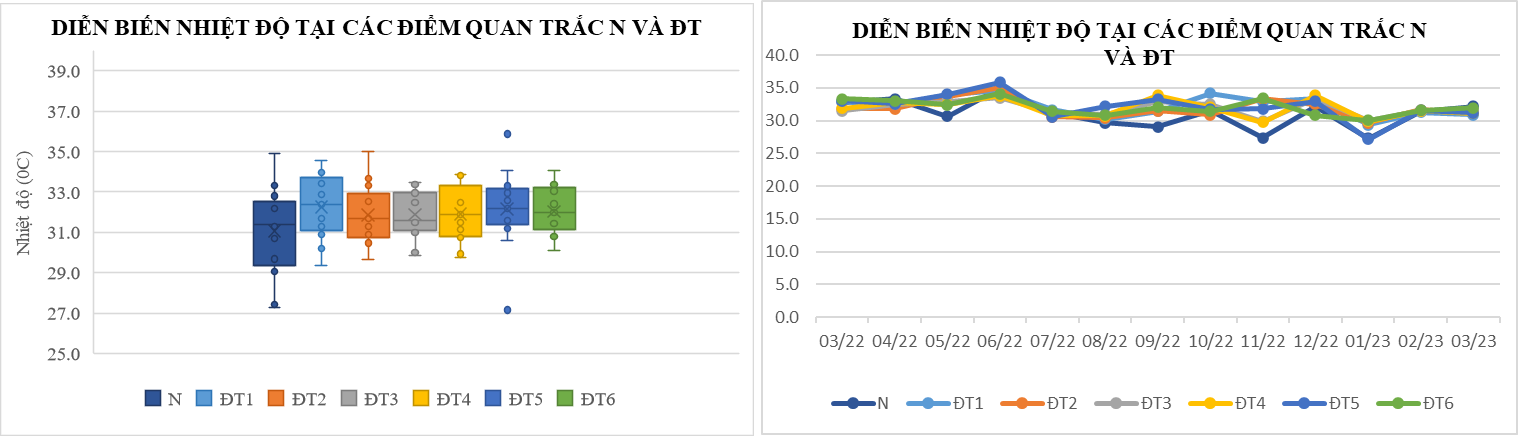 DIỄN BIẾN NHIỆT ĐỘ TẠI CÁC ĐIỂM QUAN TRẮC N VÀ ĐT
39.0
37.0
35.0
33.0
31.0
29.0
27.0
25.0
Nhiệt độ (0C)
N ĐT1 ĐT2 ĐT3 ĐT4 ĐT5 ĐT6
DIỄN BIẾN NHIỆT ĐỘ TẠI CÁC ĐIỂM QUAN TRẮC N
VÀ ĐT
40.0
35.0
30.0
25.0
20.0
15.0
10.0
5.0
0.0
03/22 04/22 05/22 06/22 07/22 08/22 09/22 10/22 11/22 12/22 01/23 02/23 03/23
N ĐT1 ĐT2 ĐT3 ĐT4 ĐT5 ĐT6